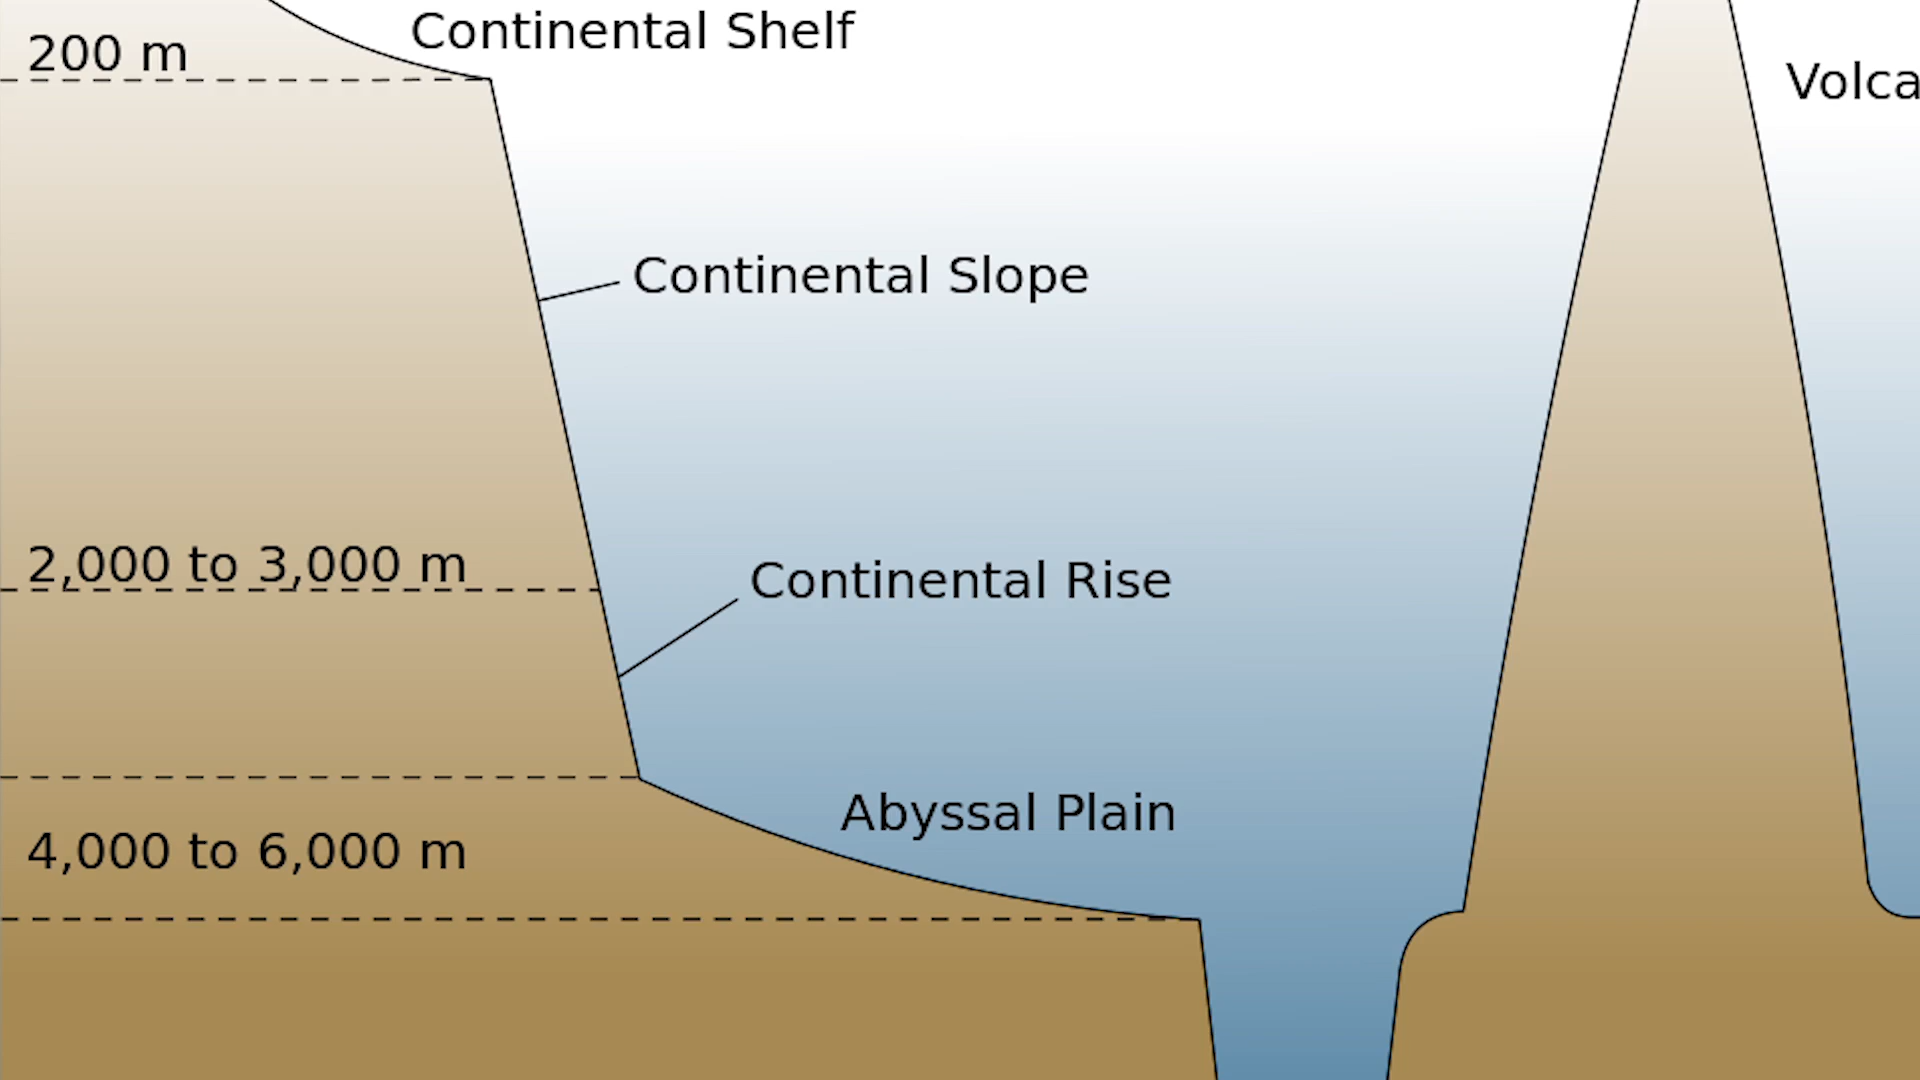 Continental Shelf
200 m
Volca
Continental Slope
2,000 to 3,000 m
Continental Rise
Abyssal Plain
4,000 to 6,000 m